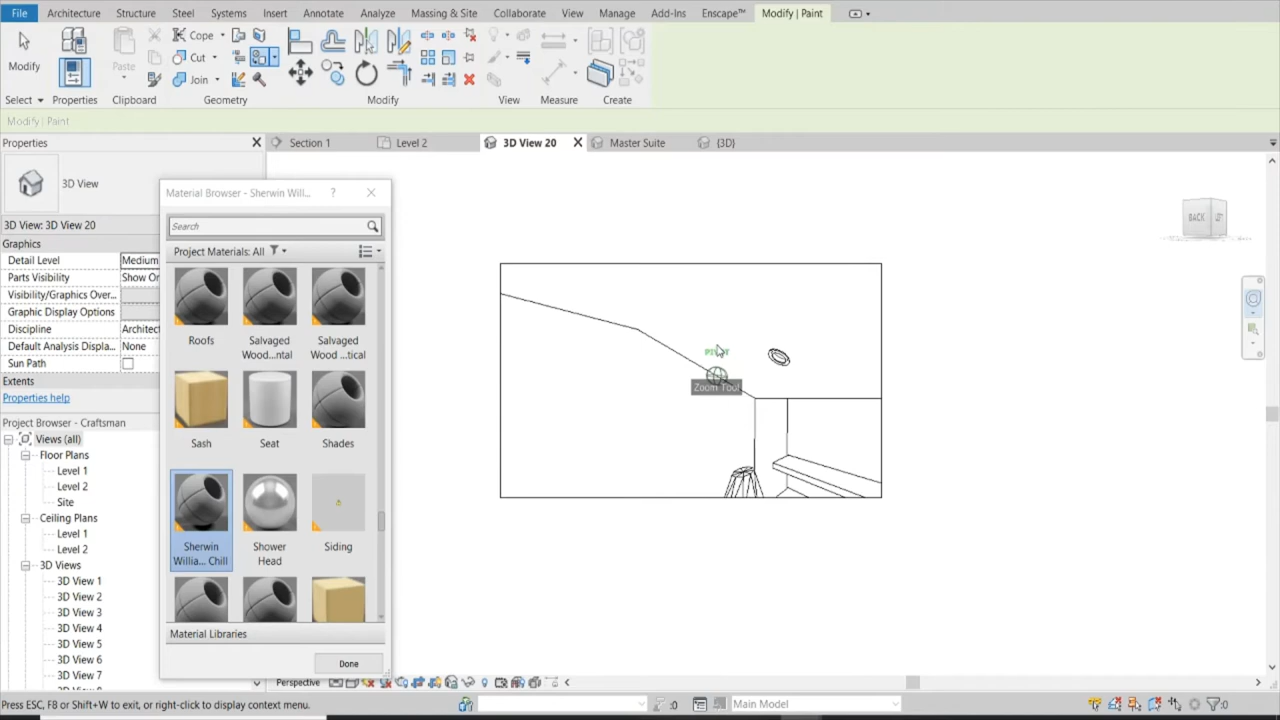 File Architecture Structure Steel Systems Insert Annotate Analyze Massing & Site Collaborate View Manage Add-Ins Enscape™ Modify | Paint
Modify Paste Cope Cut Join
Select Properties Clipboard Geometry Modify View Measure Create
Modify | Paint
Properties Section 1 Level 2 3D View 20 Master Suite {3D}
3D View
3D View: 3D View 20
Graphics
Detail Level Medium
Parts Visibility Show Or
Visibility/Graphics Over...
Graphic Display Options
Discipline Architect
Default Analysis Displa... None
Sun Path
Extents
Properties help
Project Browser - Craftsman
Views (all)
Floor Plans
Level 1
Level 2
Site
Ceiling Plans
Level 1
Level 2
3D Views
3D View 1
3D View 2
3D View 3
3D View 4
3D View 5
3D View 6
3D View 7
Material Browser - Sherwin Will... ?
Search
Project Materials: All
Roofs
Salvaged
Wood ...ntal
Salvaged
Wood ...tical
Sash
Seat
Shades
Sherwin
Willia... Chill
Shower
Head
Siding
Material Libraries
Done
BACK
PIVOT
Zoom Tool
Perspective
Press ESC, F8 or Shift+W to exit, or right-click to display context menu. :0 Main Model :0